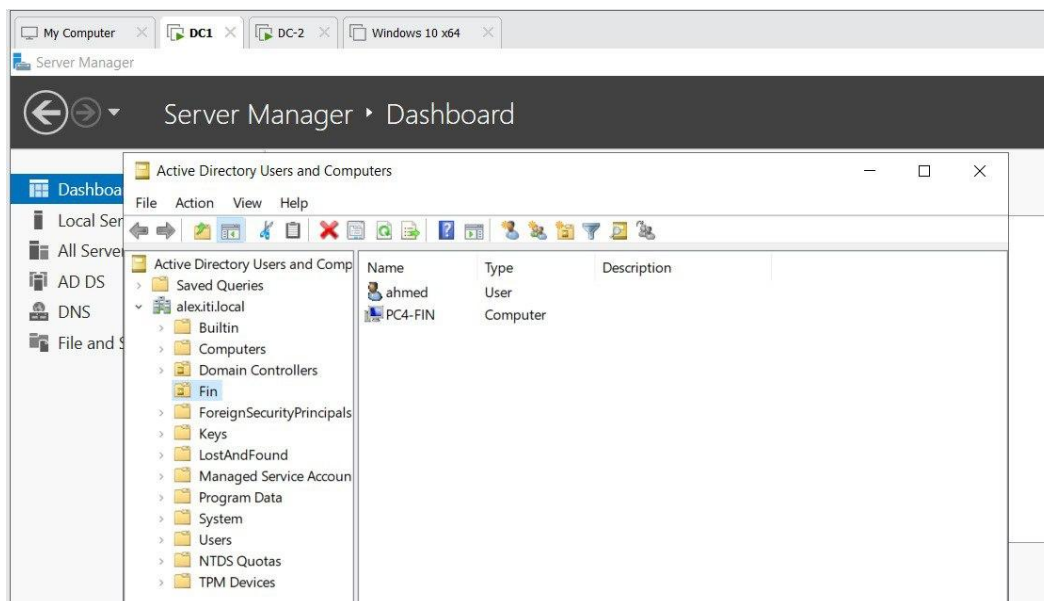 My Computer DC1 DC-2 Windows 10 x64
Server Manager
Server Manager Dashboard
Active Directory Users and Computers
File Action View Help
Dashboa
Local Ser
All Server
AD DS
DNS
File and S
Active Directory Users and Comp
Saved Queries
alex.iti.local
Builtin
Computers
Domain Controllers
Fin
ForeignSecurityPrincipals
Keys
LostAndFound
Managed Service Accoun
Program Data
System
Users
NTDS Quotas
TPM Devices
Name Type Description
ahmed User
PC4-FIN Computer